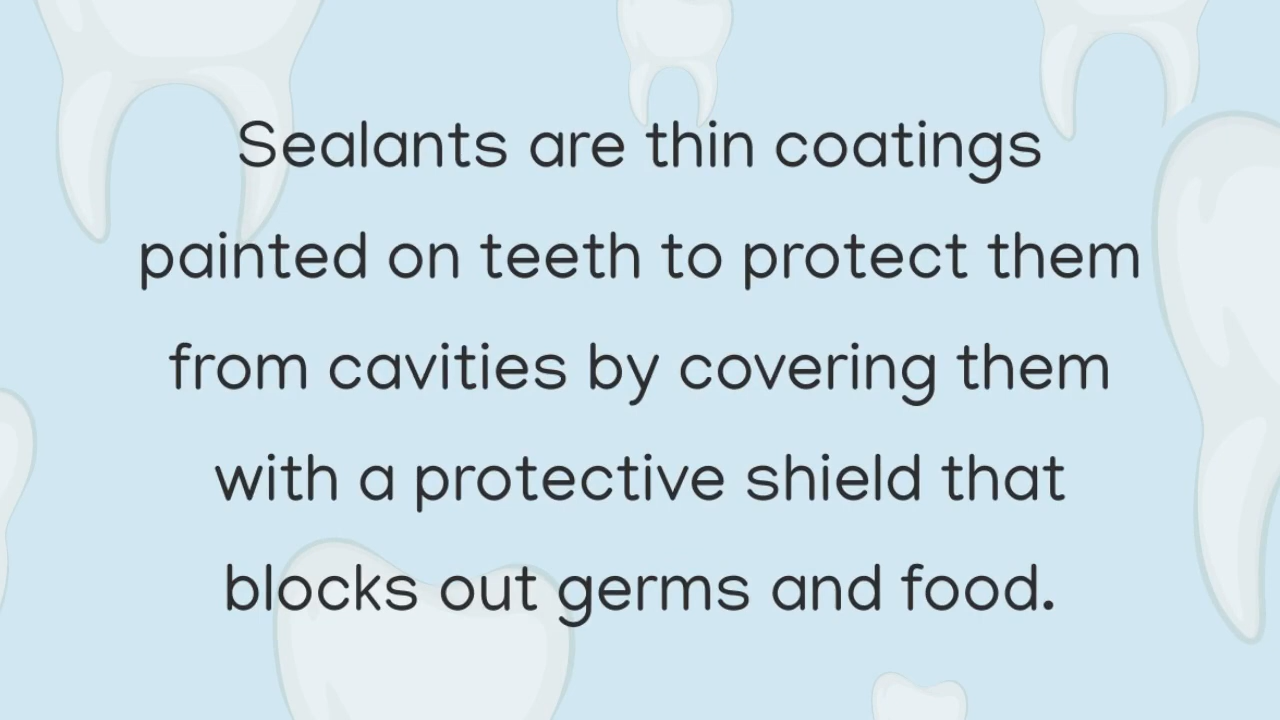 Sealants are thin coatings
painted on teeth to protect them
from cavities by covering them
with a protective shield that
blocks out germs and food.